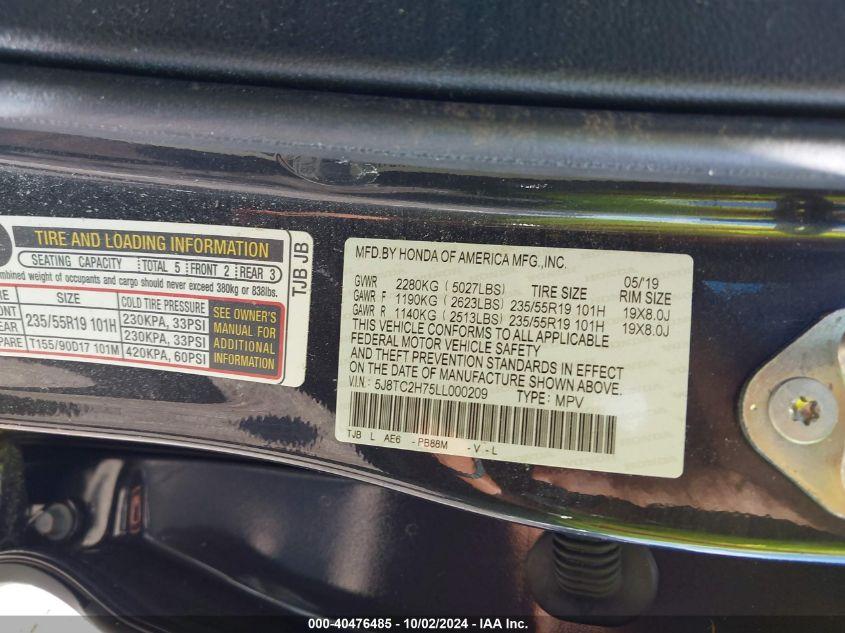 TIRE AND LOADING INFORMATION
SEATING CAPACITY TOTAL 5 FRONT 2 REAR 3
weight of occupants and cargo should never exceed 380kg or 838lbs.
SIZE COLD TIRE PRESSURE
235/55R19 101H 230KPA, 33PSI
230KPA, 33PSI
T155/90D17 101M 420KPA, 60PSI
SEE OWNER'S
MANUAL FOR
ADDITIONAL
INFORMATION
TJB JB
MFD.BY HONDA OF AMERICA MFG.,INC.
05/19
GVWR 2280KG (5027LBS) TIRE SIZE RIM SIZE
GAWR F 1190KG (2623LBS) 235/55R19 101H 19X8.0J
GAWR R 1140KG (2513LBS) 235/55R19 101H 19X8.0J
THIS VEHICLE CONFORMS TO ALL APPLICABLE
FEDERAL MOTOR VEHICLE SAFETY
AND THEFT PREVENTION STANDARDS IN EFFECT
ON THE DATE OF MANUFACTURE SHOWN ABOVE.
V.I.N.: 5J8TC2H75LL000209 TYPE: MPV
TJB L AE6 -PB88M -V-L
000-40476485 - 10/02/2024 - IAA Inc.